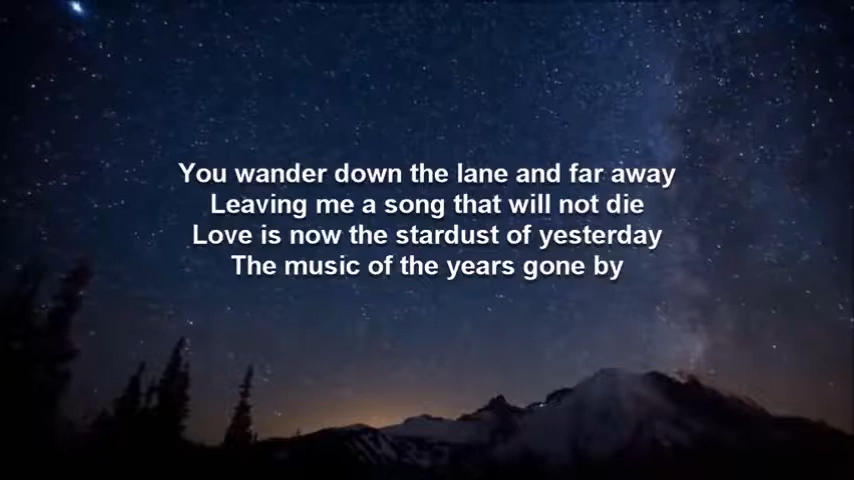 You wander down the lane and far away
Leaving me a song that will not die
Love is now the stardust of yesterday
The music of the years gone by